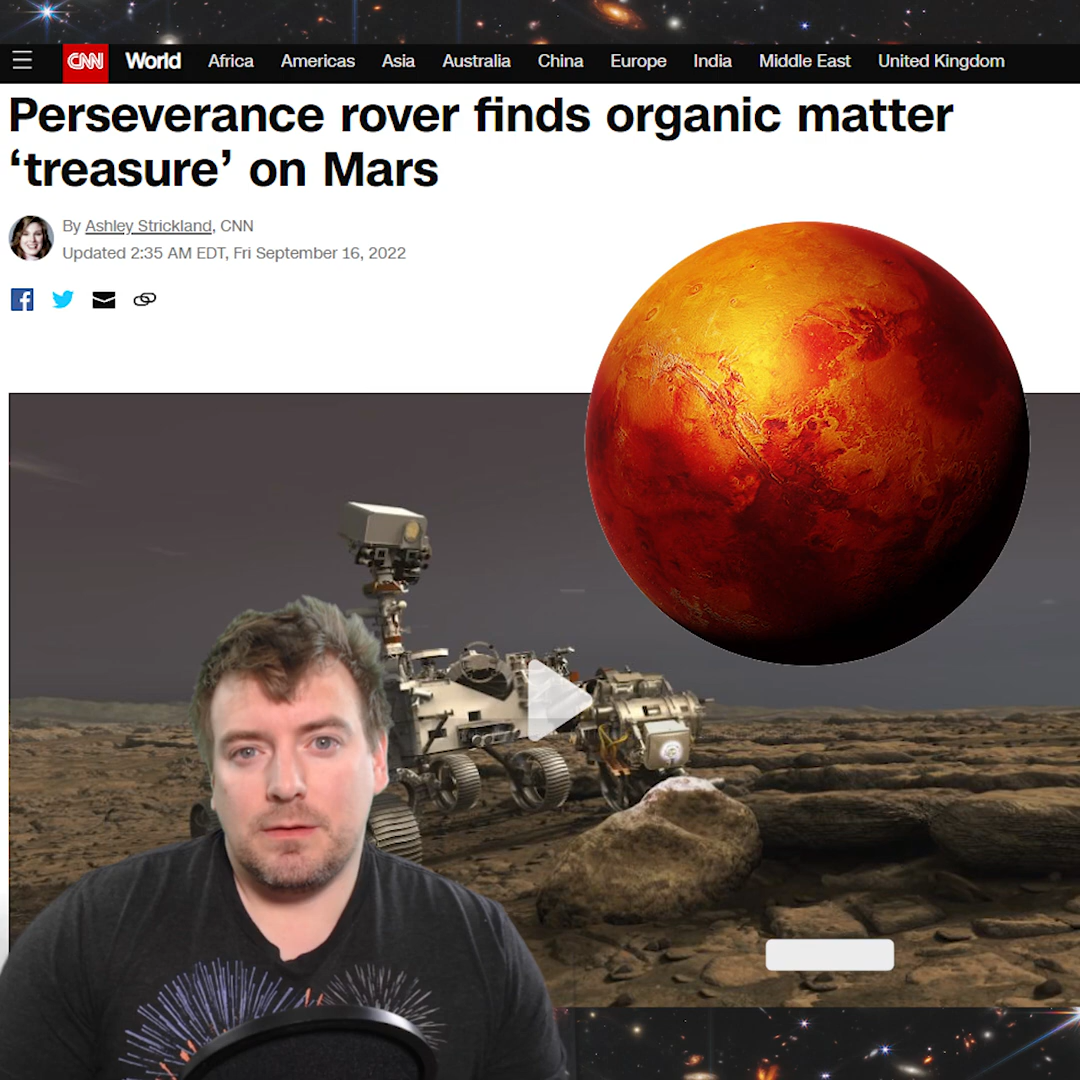 CNN World Africa Americas Asia Australia China Europe India Middle East United Kingdom
Perseverance rover finds organic matter
‘treasure’ on Mars
By Ashley Strickland, CNN
Updated 2:35 AM EDT, Fri September 16, 2022